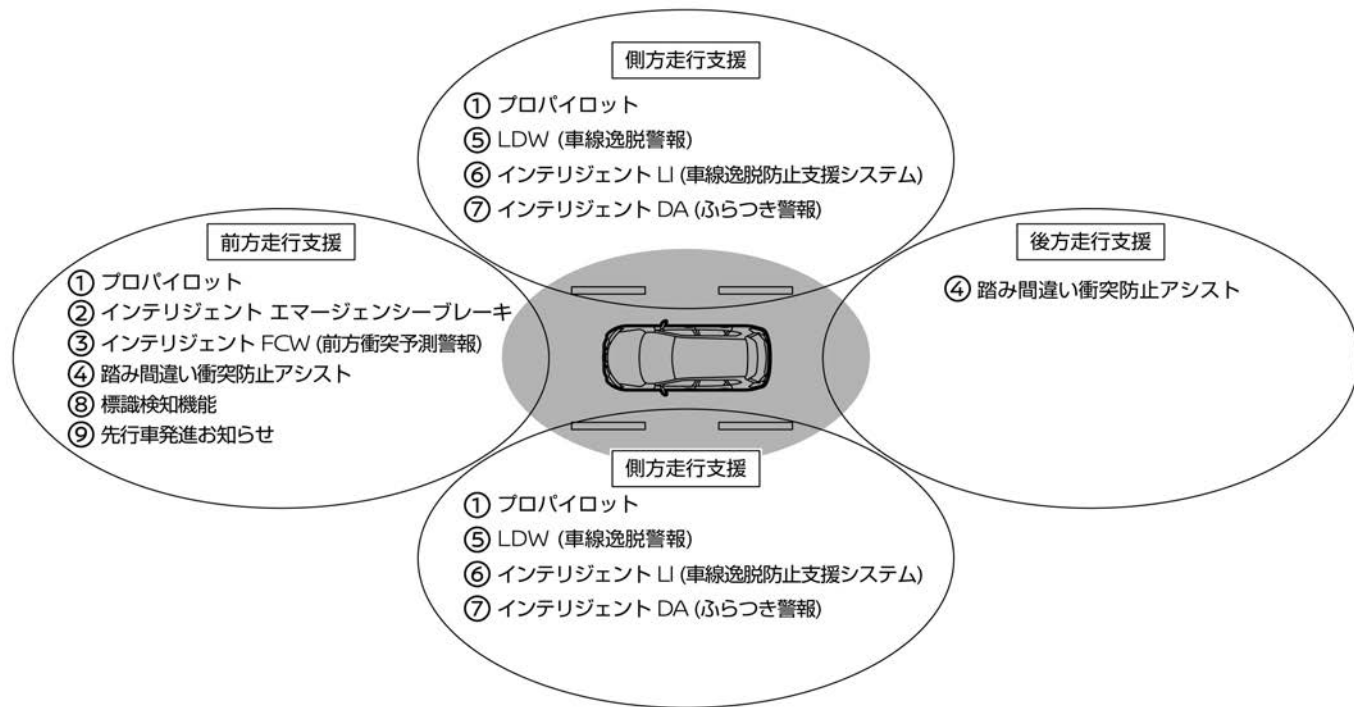 側方走行支援
① プロパイロット
⑤ LDW (車線逸脱警報)
⑥ インテリジェント LI (車線逸脱防止支援システム)
⑦ インテリジェント DA (ふらつき警報)
前方走行支援
① プロパイロット
② インテリジェント エマージェンシーブレーキ
③ インテリジェント FCW (前方衝突予測警報)
④ 踏み間違い衝突防止アシスト
⑧ 標識検知機能
⑨ 先行車発進お知らせ
後方走行支援
④ 踏み間違い衝突防止アシスト
側方走行支援
① プロパイロット
⑤ LDW (車線逸脱警報)
⑥ インテリジェント LI (車線逸脱防止支援システム)
⑦ インテリジェント DA (ふらつき警報)